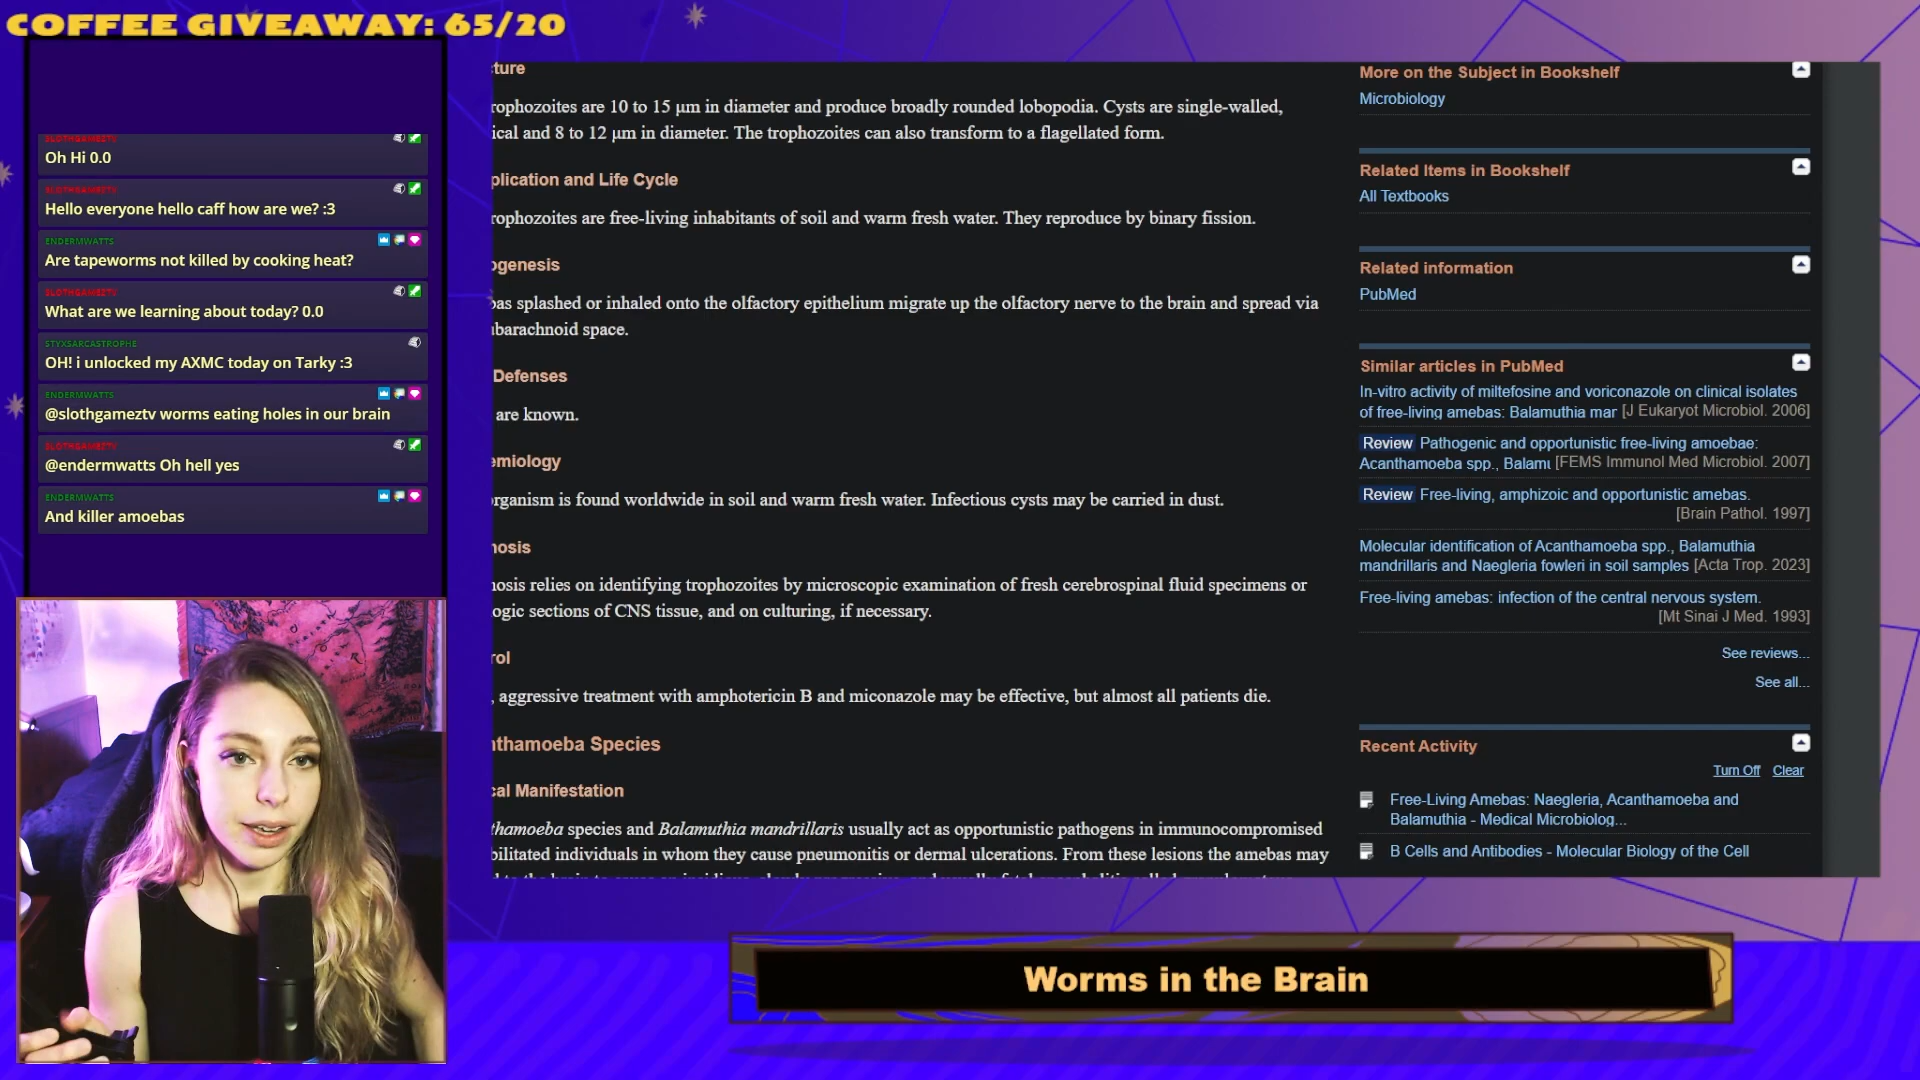 COFFEE GIVEAWAY: 65/20
SLOTHGAMEZTV
Oh Hi 0.0
SLOTHGAMEZTV
Hello everyone hello caff how are we? :3
ENDERMWATTS
Are tapeworms not killed by cooking heat?
SLOTHGAMEZTV
What are we learning about today? 0.0
STYXSARCASTROPHE
OH! i unlocked my AXMC today on Tarky :3
ENDERMWATTS
@slothgameztv worms eating holes in our brain
SLOTHGAMEZTV
@endermwatts Oh hell yes
ENDERMWATTS
And killer amoebas
cture
rophozoites are 10 to 15 μm in diameter and produce broadly rounded lobopodia. Cysts are single-walled,
ical and 8 to 12 μm in diameter. The trophozoites can also transform to a flagellated form.
plication and Life Cycle
rophozoites are free-living inhabitants of soil and warm fresh water. They reproduce by binary fission.
ogenesis
bas splashed or inhaled onto the olfactory epithelium migrate up the olfactory nerve to the brain and spread via
ubarachnoid space.
Defenses
are known.
emiology
organism is found worldwide in soil and warm fresh water. Infectious cysts may be carried in dust.
nosis
nosis relies on identifying trophozoites by microscopic examination of fresh cerebrospinal fluid specimens or
ogic sections of CNS tissue, and on culturing, if necessary.
rol
, aggressive treatment with amphotericin B and miconazole may be effective, but almost all patients die.
nthamoeba Species
cal Manifestation
thamoeba species and Balamuthia mandrillaris usually act as opportunistic pathogens in immunocompromised
bilitated individuals in whom they cause pneumonitis or dermal ulcerations. From these lesions the amebas may
More on the Subject in Bookshelf
Microbiology
Related Items in Bookshelf
All Textbooks
Related information
PubMed
Similar articles in PubMed
In-vitro activity of miltefosine and voriconazole on clinical isolates
of free-living amebas: Balamuthia mar [J Eukaryot Microbiol. 2006]
Review Pathogenic and opportunistic free-living amoebae:
Acanthamoeba spp., Balamu [FEMS Immunol Med Microbiol. 2007]
Review Free-living, amphizoic and opportunistic amebas.
[Brain Pathol. 1997]
Molecular identification of Acanthamoeba spp., Balamuthia
mandrillaris and Naegleria fowleri in soil samples [Acta Trop. 2023]
Free-living amebas: infection of the central nervous system.
[Mt Sinai J Med. 1993]
See reviews...
See all...
Recent Activity
Turn Off Clear
Free-Living Amebas: Naegleria, Acanthamoeba and
Balamuthia - Medical Microbiolog...
B Cells and Antibodies - Molecular Biology of the Cell
Worms in the Brain